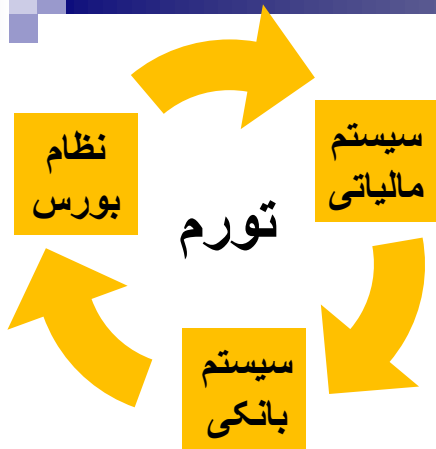 نظام
بورس
سیستم
مالیاتی
تورم
سیستم
بانکی